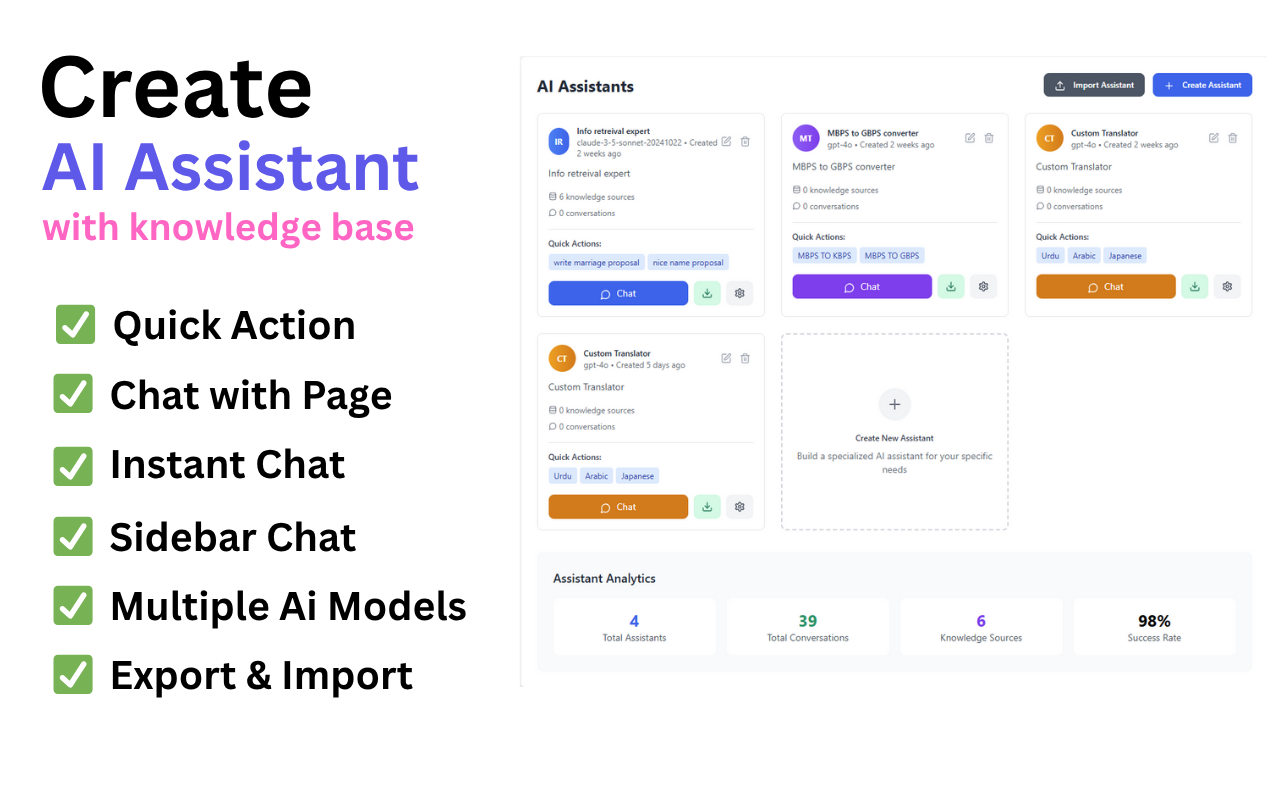 Create
AI Assistant
with knowledge base
Quick Action
Chat with Page
Instant Chat
Sidebar Chat
Multiple Ai Models
Export & Import
AI Assistants
Import Assistant
Create Assistant
IR
Info retreival expert
claude-3-5-sonnet-20241022 • Created
2 weeks ago
Info retreival expert
6 knowledge sources
0 conversations
Quick Actions:
write marriage proposal
nice name proposal
Chat
MT
MBPS to GBPS converter
gpt-4o • Created 2 weeks ago
MBPS to GBPS converter
0 knowledge sources
0 conversations
Quick Actions:
MBPS TO KBPS
MBPS TO GBPS
Chat
CT
Custom Translator
gpt-4o • Created 2 weeks ago
Custom Translator
0 knowledge sources
0 conversations
Quick Actions:
Urdu
Arabic
Japanese
Chat
CT
Custom Translator
gpt-4o • Created 5 days ago
Custom Translator
0 knowledge sources
0 conversations
Quick Actions:
Urdu
Arabic
Japanese
Chat
Create New Assistant
Build a specialized AI assistant for your specific
needs
Assistant Analytics
4
Total Assistants
39
Total Conversations
6
Knowledge Sources
98%
Success Rate